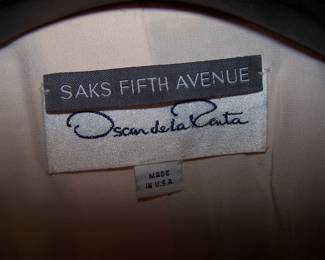 SAKS FIFTH AVENUE
Oscar de la Renta
MADE
IN U.S.A.